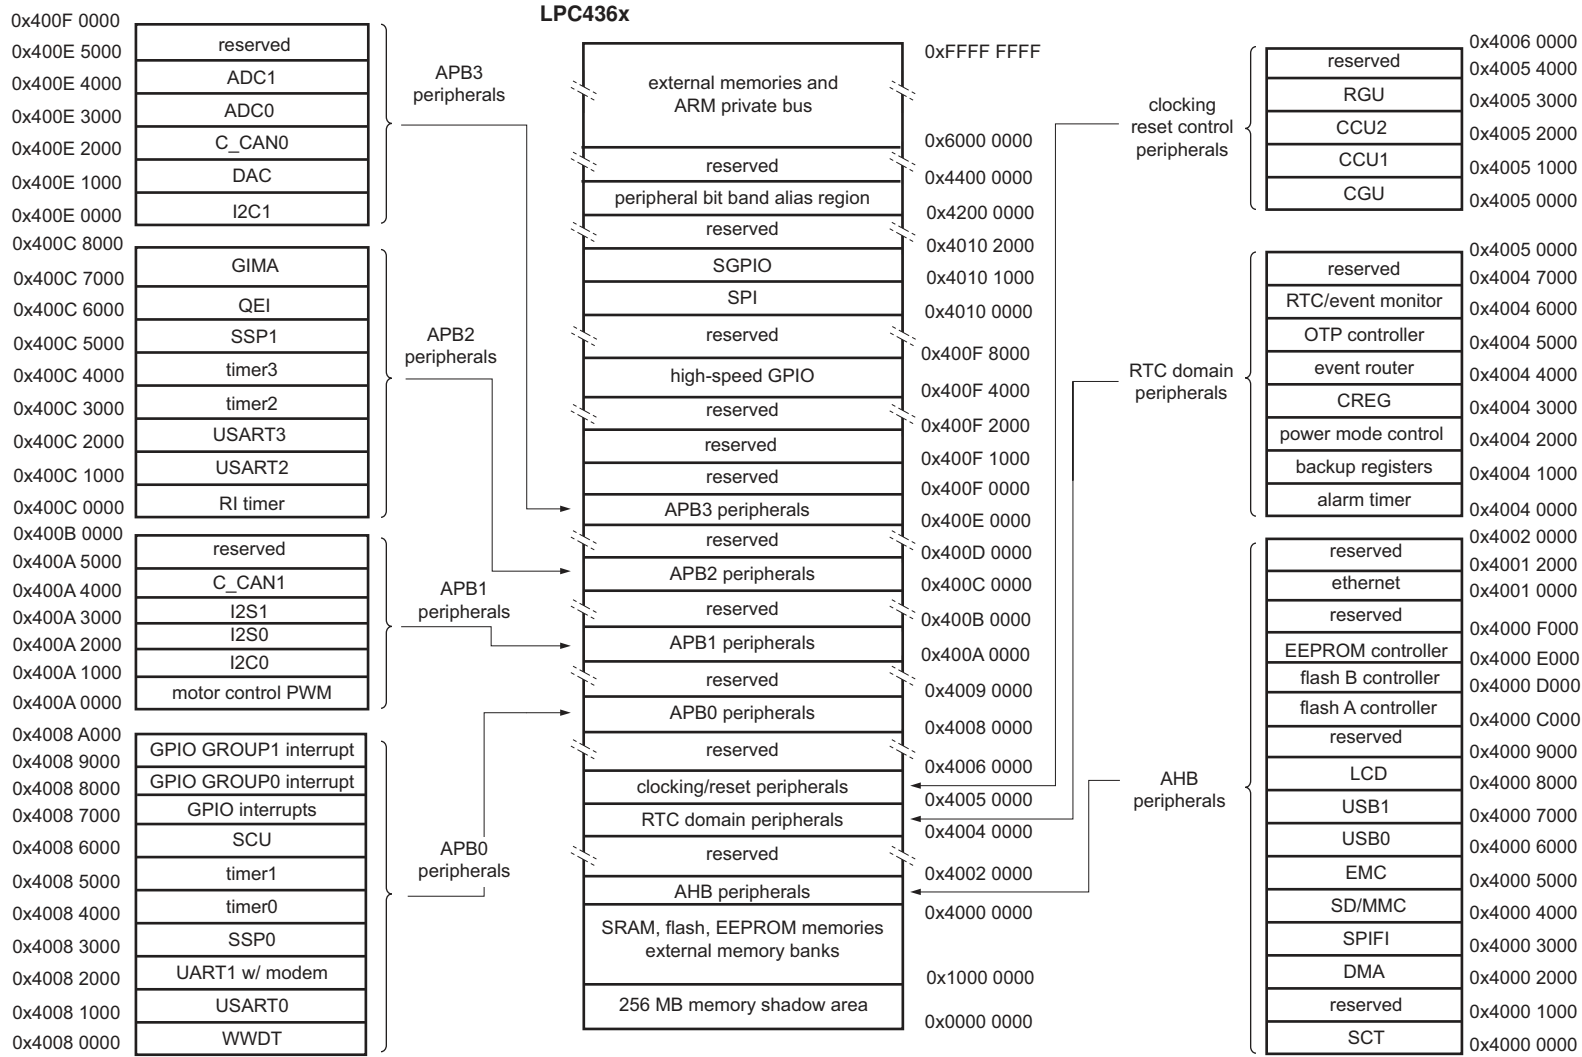 LPC436x
0x400F 0000
reserved
0x400E 5000
ADC1
0x400E 4000
ADC0
0x400E 3000
C_CAN0
0x400E 2000
DAC
0x400E 1000
I2C1
0x400E 0000
APB3
peripherals
0x400C 8000
GIMA
0x400C 7000
QEI
0x400C 6000
SSP1
0x400C 5000
timer3
0x400C 4000
timer2
0x400C 3000
USART3
0x400C 2000
USART2
0x400C 1000
RI timer
0x400C 0000
APB2
peripherals
0x400B 0000
reserved
0x400A 5000
C_CAN1
0x400A 4000
I2S1
0x400A 3000
I2S0
0x400A 2000
I2C0
0x400A 1000
motor control PWM
0x400A 0000
APB1
peripherals
0x4008 A000
GPIO GROUP1 interrupt
0x4008 9000
GPIO GROUP0 interrupt
0x4008 8000
GPIO interrupts
0x4008 7000
SCU
0x4008 6000
timer1
0x4008 5000
timer0
0x4008 4000
SSP0
0x4008 3000
UART1 w/ modem
0x4008 2000
USART0
0x4008 1000
WWDT
0x4008 0000
APB0
peripherals
0xFFFF FFFF
external memories and
ARM private bus
0x6000 0000
reserved
0x4400 0000
peripheral bit band alias region
0x4200 0000
reserved
0x4010 2000
SGPIO
0x4010 1000
SPI
0x4010 0000
reserved
0x400F 8000
high-speed GPIO
0x400F 4000
reserved
0x400F 2000
reserved
0x400F 1000
reserved
0x400F 0000
APB3 peripherals
0x400E 0000
reserved
0x400D 0000
APB2 peripherals
0x400C 0000
reserved
0x400B 0000
APB1 peripherals
0x400A 0000
reserved
0x4009 0000
APB0 peripherals
0x4008 0000
reserved
0x4006 0000
clocking/reset peripherals
0x4005 0000
RTC domain peripherals
0x4004 0000
reserved
0x4002 0000
AHB peripherals
0x4000 0000
SRAM, flash, EEPROM memories
external memory banks
0x1000 0000
256 MB memory shadow area
0x0000 0000
clocking
reset control
peripherals
0x4006 0000
reserved
0x4005 4000
RGU
0x4005 3000
CCU2
0x4005 2000
CCU1
0x4005 1000
CGU
0x4005 0000
RTC domain
peripherals
0x4005 0000
reserved
0x4004 7000
RTC/event monitor
0x4004 6000
OTP controller
0x4004 5000
event router
0x4004 4000
CREG
0x4004 3000
power mode control
0x4004 2000
backup registers
0x4004 1000
alarm timer
0x4004 0000
AHB
peripherals
0x4002 0000
reserved
0x4001 2000
ethernet
0x4001 0000
reserved
0x4000 F000
EEPROM controller
0x4000 E000
flash B controller
0x4000 D000
flash A controller
0x4000 C000
reserved
0x4000 9000
LCD
0x4000 8000
USB1
0x4000 7000
USB0
0x4000 6000
EMC
0x4000 5000
SD/MMC
0x4000 4000
SPIFI
0x4000 3000
DMA
0x4000 2000
reserved
0x4000 1000
SCT
0x4000 0000